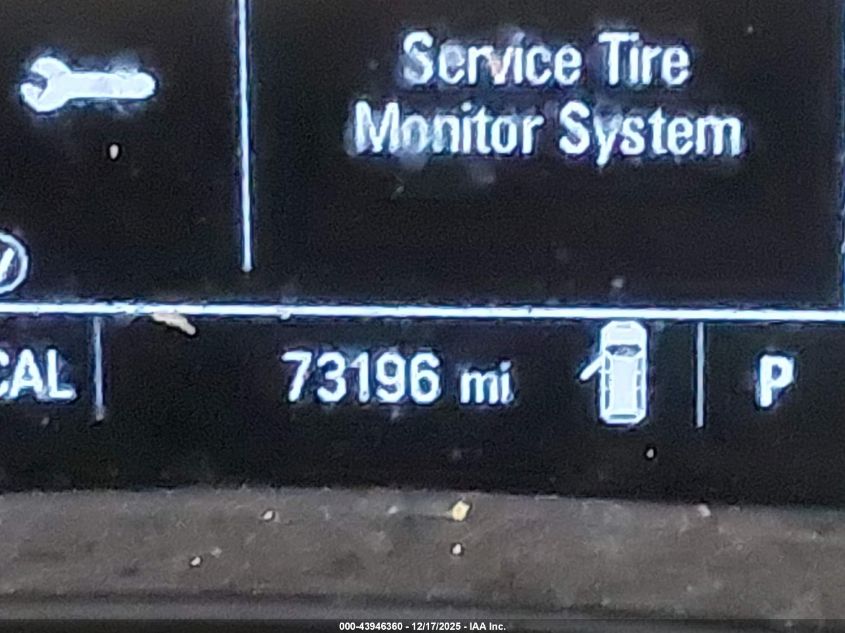 Service Tire
Monitor System
CAL
73196 mi
P
000-43946360 - 12/17/2025 - IAA Inc.